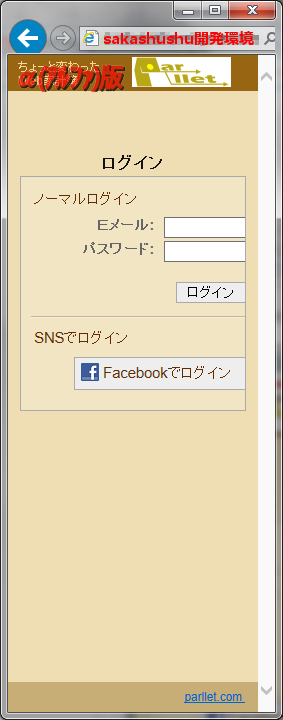 sakashushu開発環境
ちょーと変わった
α(アルファ)版
Parllet.
ログイン
ノーマルログイン
Eメール：
パスワード：
ログイン
SNSでログイン
Facebookでログイン
parllet.com